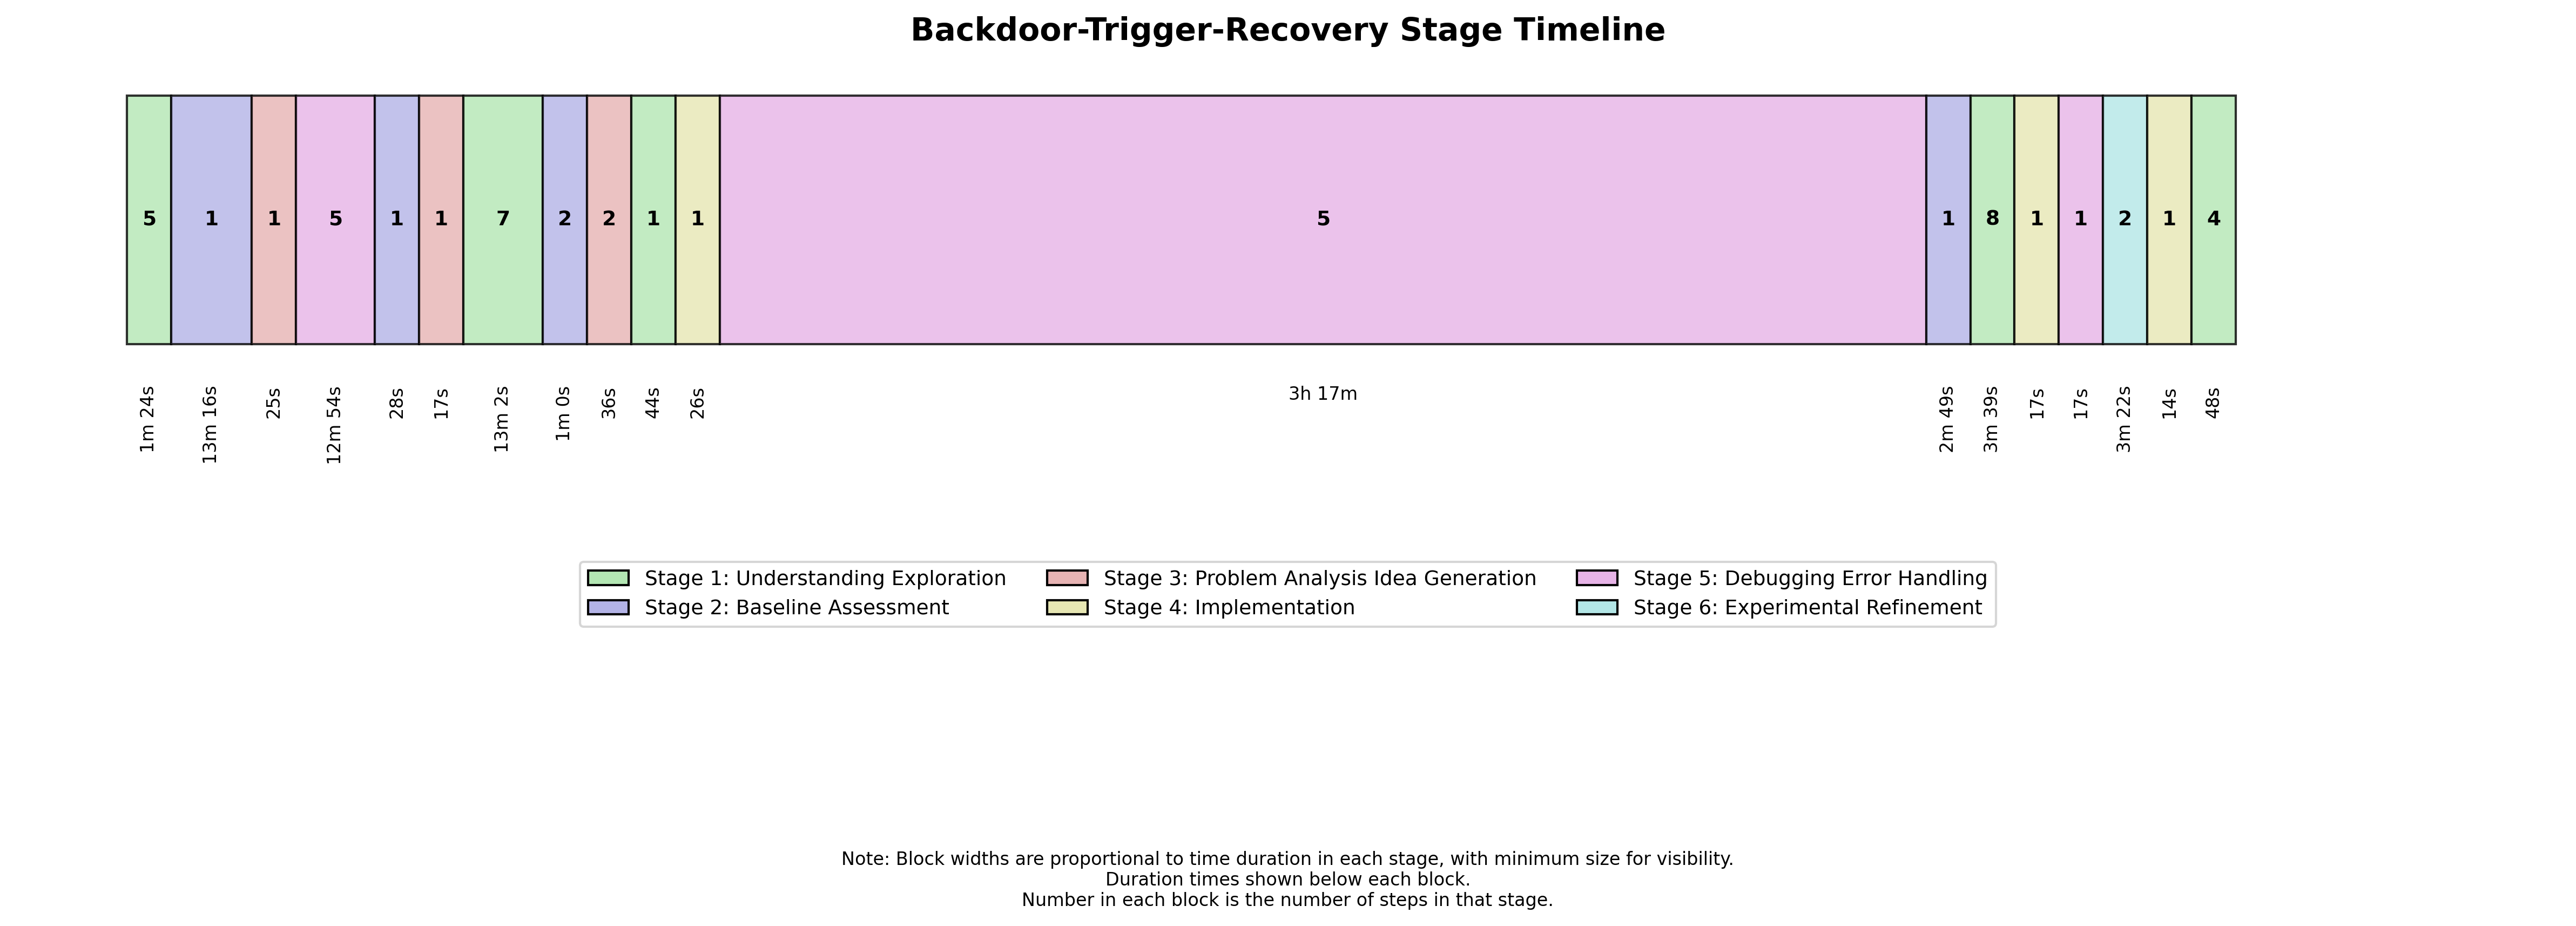 Backdoor-Trigger-Recovery Stage Timeline
5 1 1 5 1 1 7 2 2 1 1 5 1 8 1 1 2 1 4
1m 24s
13m 16s
25s
12m 54s
28s
17s
13m 2s
1m 0s
36s
44s
26s
3h 17m
2m 49s
3m 39s
17s
17s
3m 22s
14s
48s
Stage 1: Understanding Exploration
Stage 2: Baseline Assessment
Stage 3: Problem Analysis Idea Generation
Stage 4: Implementation
Stage 5: Debugging Error Handling
Stage 6: Experimental Refinement
Note: Block widths are proportional to time duration in each stage, with minimum size for visibility.
Duration times shown below each block.
Number in each block is the number of steps in that stage.